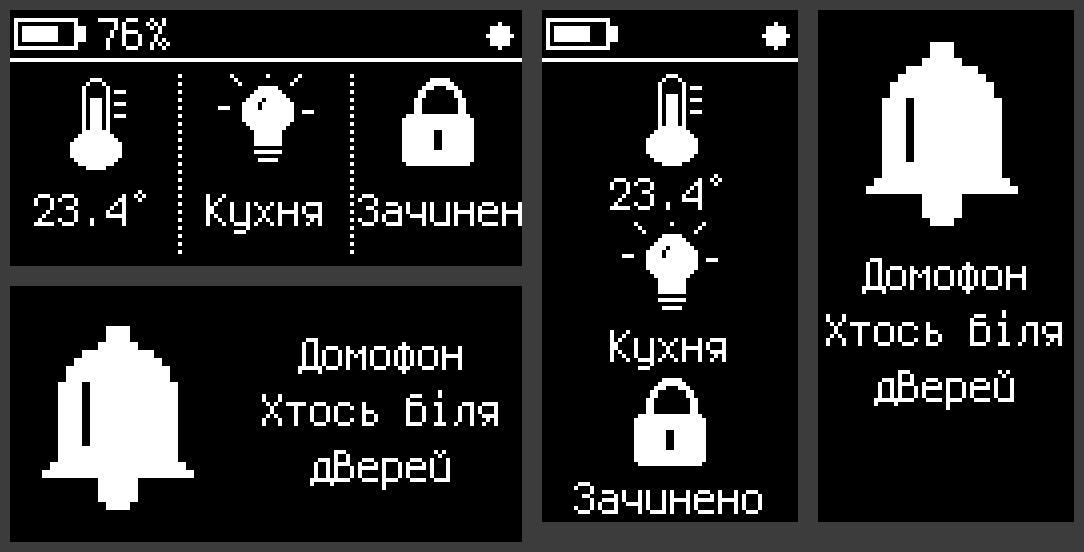 76%
23.4°
Кухня
Зачинен
Домофон
Хтось біля
дверей
23.4°
Кухня
Зачинено
Домофон
Хтось біля
дверей